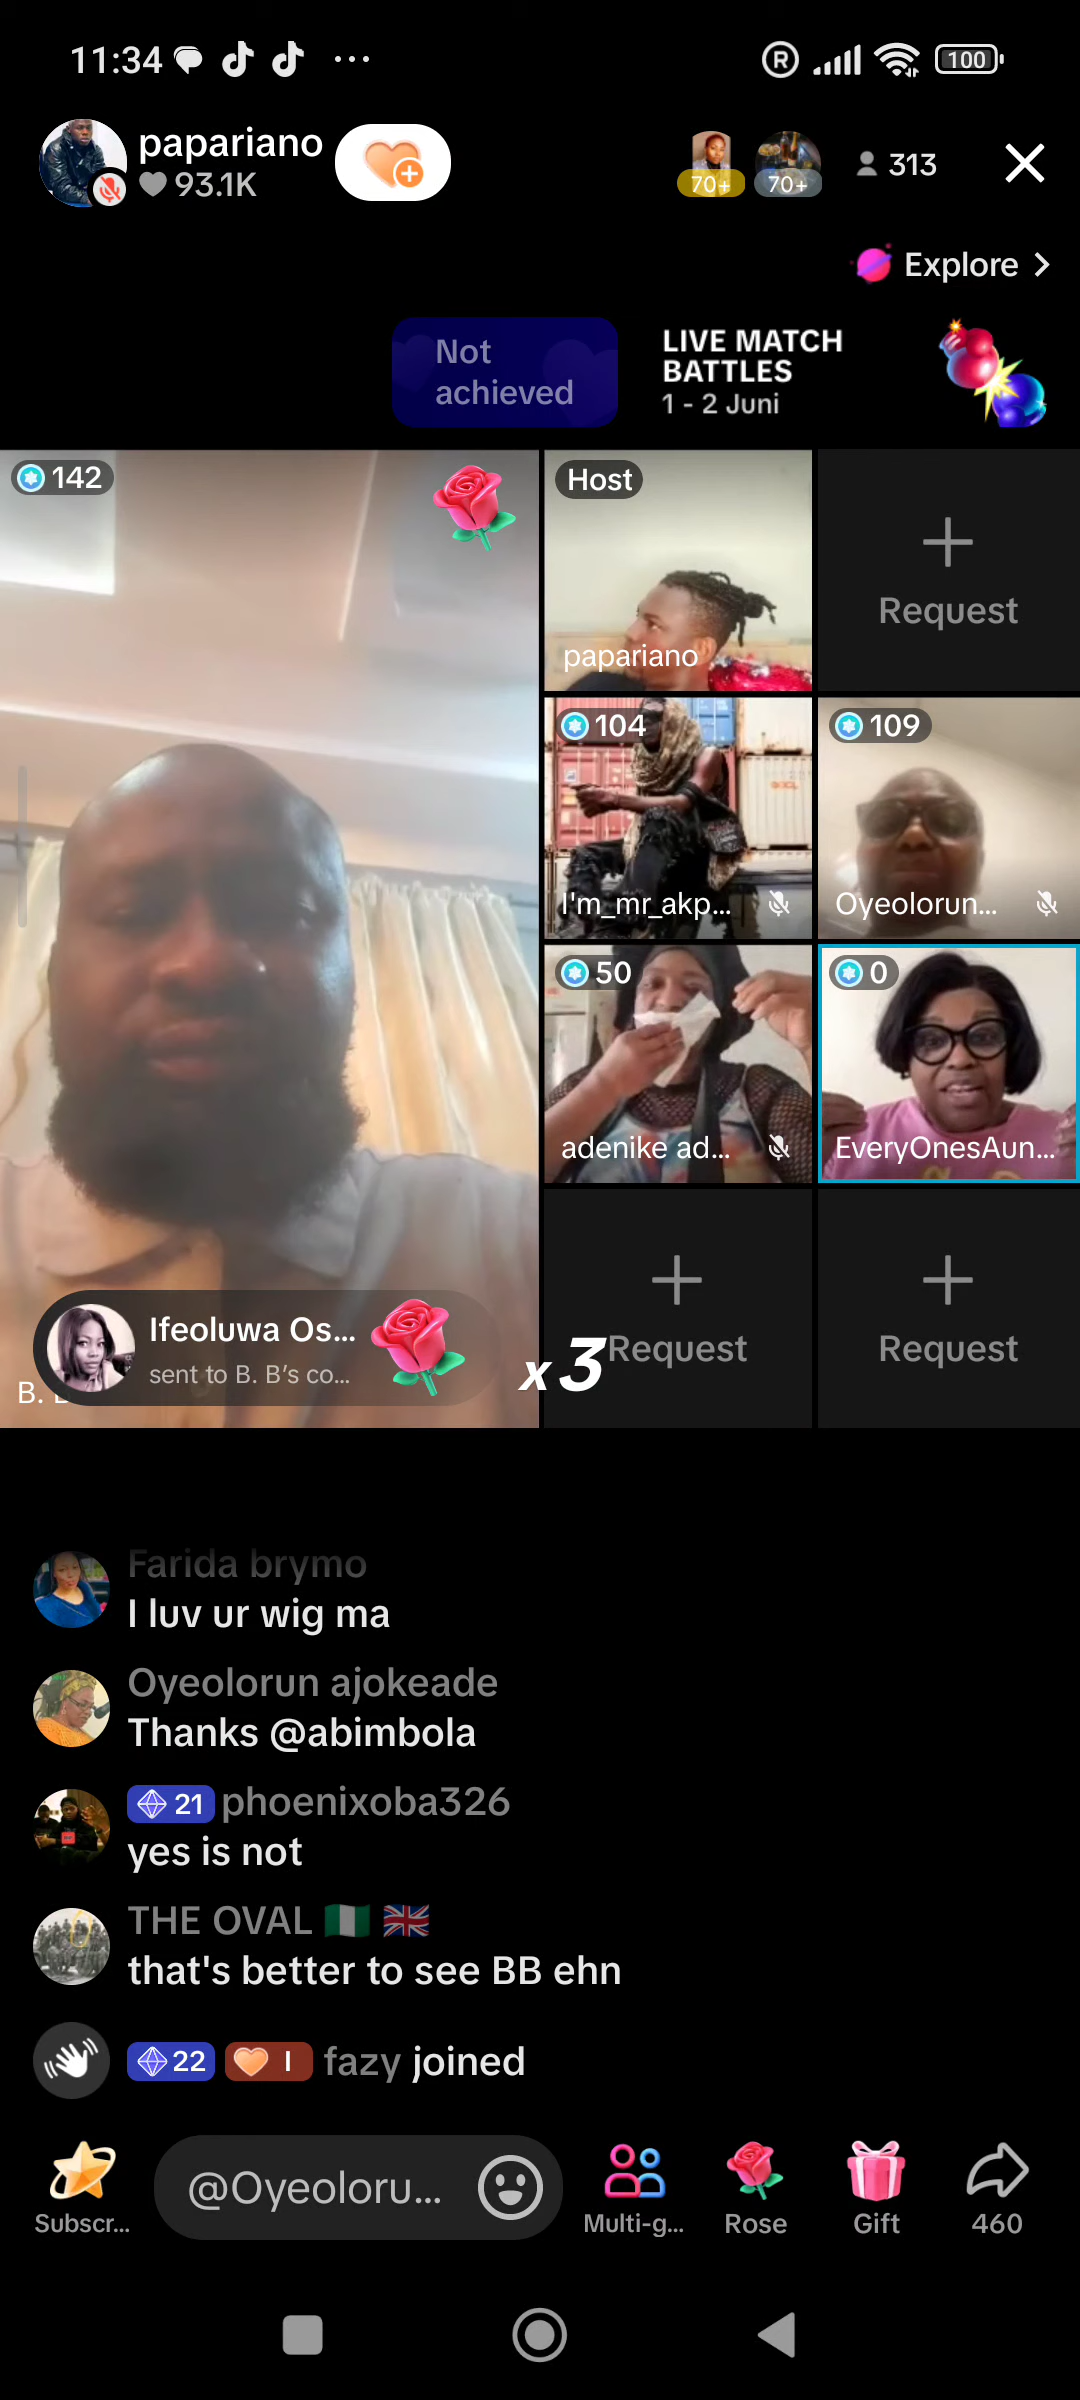 11:34
100
papariano
93.1K
70+
70+
313
Explore
Not
achieved
LIVE MATCH
BATTLES
1 - 2 Juni
142
Host
papariano
Request
104
I'm_mr_akp...
109
Oyeolorun...
50
adenike ad...
0
EveryOnesAun...
Ifeoluwa Os...
sent to B. B's co...
x3
B.
Request
Request
Farida brymo
I luv ur wig ma
Oyeolorun ajokeade
Thanks @abimbola
21 phoenixoba326
yes is not
THE OVAL 🇳🇬 🇬🇧
that's better to see BB ehn
22 I fazy joined
Subscr...
@Oyeoloru...
Multi-g...
Rose
Gift
460